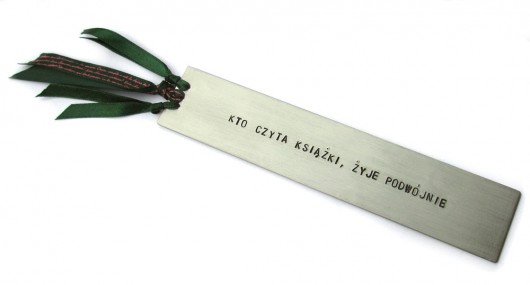 KTO CZYTA KSIĄŻKI, ŻYJE PODWÓJNIE